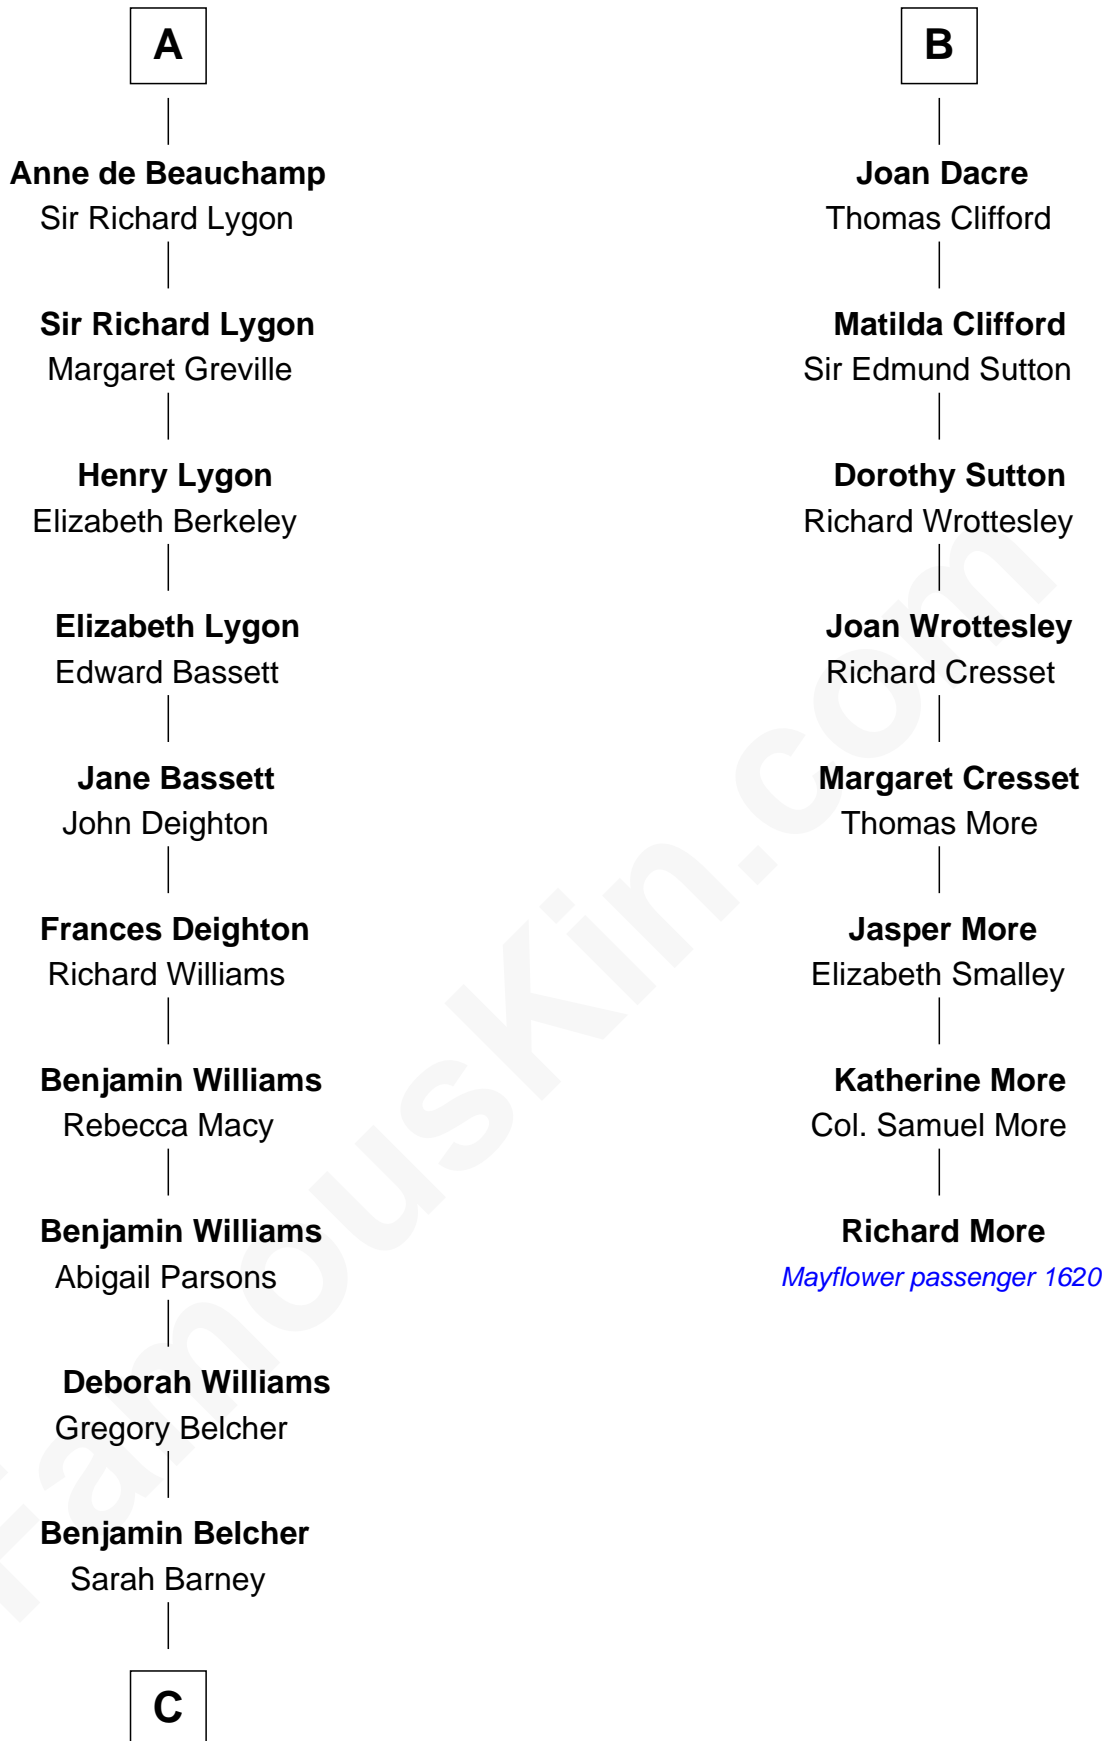 A
Anne de Beauchamp
Sir Richard Lygon
Sir Richard Lygon
Margaret Greville
Henry Lygon
Elizabeth Berkeley
Elizabeth Lygon
Edward Bassett
Jane Bassett
John Deighton
Frances Deighton
Richard Williams
Benjamin Williams
Rebecca Macy
Benjamin Williams
Abigail Parsons
Deborah Williams
Gregory Belcher
Benjamin Belcher
Sarah Barney
C
B
Joan Dacre
Thomas Clifford
Matilda Clifford
Sir Edmund Sutton
Dorothy Sutton
Richard Wrottesley
Joan Wrottesley
Richard Cresset
Margaret Cresset
Thomas More
Jasper More
Elizabeth Smalley
Katherine More
Col. Samuel More
Richard More
Mayflower passenger 1620
FamousKin.com